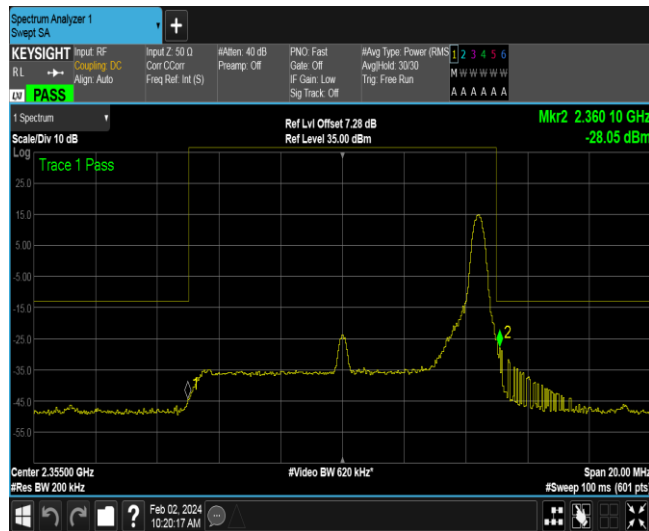 Spectrum Analyzer 1
Swept SA
KEYSIGHT
RL
LXI
PASS
Input: RF
Coupling: DC
Align: Auto
Input Z: 50 Ω
Corr CCorr
Freq Ref: Int (S)
#Atten: 40 dB
Preamp: Off
PNO: Fast
Gate: Off
IF Gain: Low
Sig Track: Off
#Avg Type: Power (RMS
Avg|Hold: 30/30
Trig: Free Run
1 2 3 4 5 6
M W W W W W
A A A A A A
1 Spectrum
Scale/Div 10 dB
Ref Lvl Offset 7.28 dB
Ref Level 35.00 dBm
Mkr2 2.360 10 GHz
-28.05 dBm
Log
Trace 1 Pass
25.0
15.0
5.00
-5.00
-15.0
-25.0
-35.0
-45.0
-55.0
1
2
Center 2.35500 GHz
#Res BW 200 kHz
#Video BW 620 kHz*
Span 20.00 MHz
#Sweep 100 ms (601 pts)
?
Feb 02, 2024
10:20:17 AM